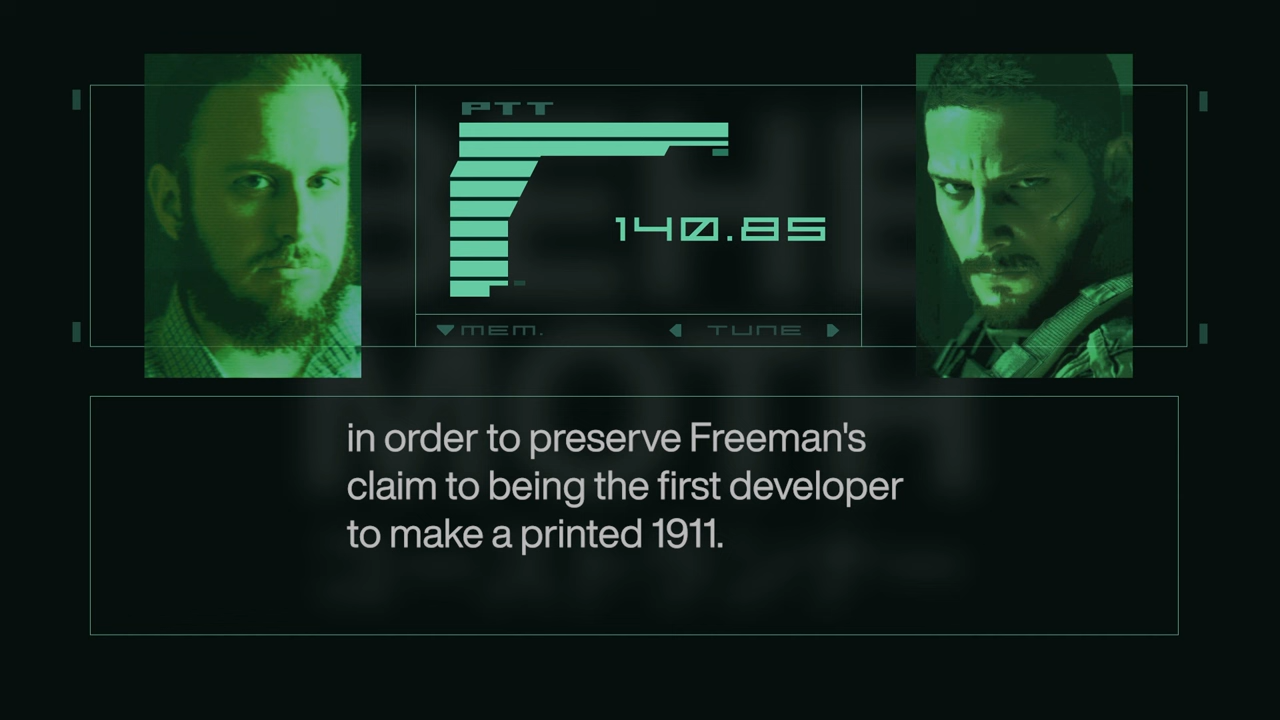 PTT
140.85
MEM.
TUNE
in order to preserve Freeman's
claim to being the first developer
to make a printed 1911.